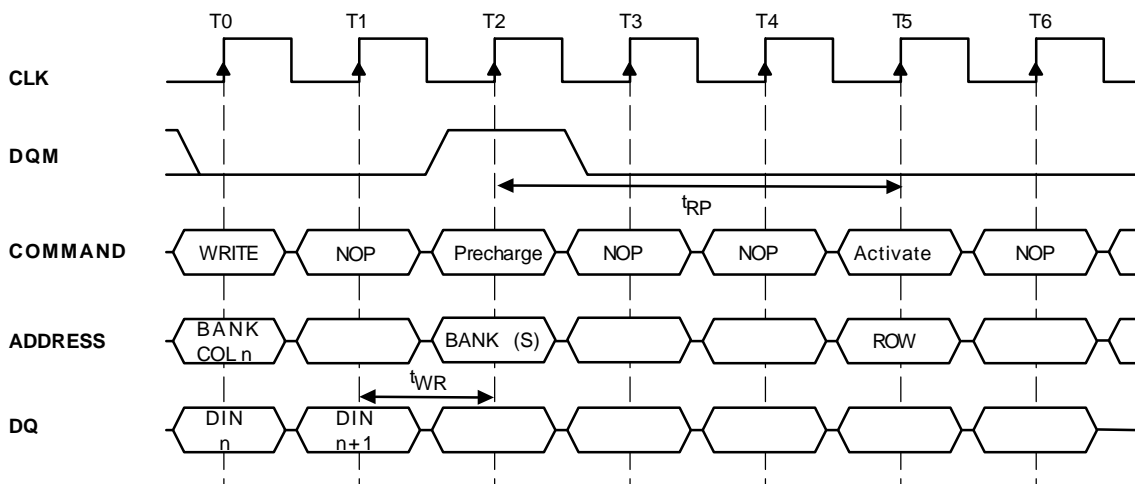 T0 T1 T2 T3 T4 T5 T6
CLK
DQM
tRP
COMMAND WRITE NOP Precharge NOP NOP Activate NOP
ADDRESS BANK COL n BANK (S) ROW
tWR
DQ DIN n DIN n+1